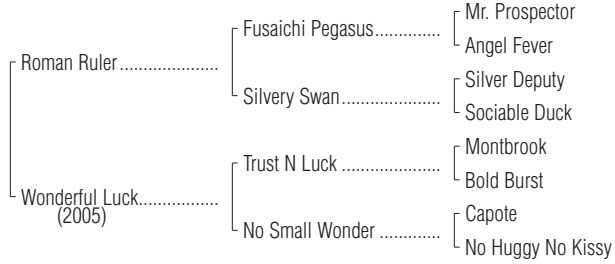 Mr. Prospector
Fusaichi Pegasus..............
Angel Fever
Roman Ruler.....................
Silver Deputy
Silvery Swan.....................
Sociable Duck
Montbrook
Trust N Luck .....................
Bold Burst
Wonderful Luck.................
(2005)
Capote
No Small Wonder .............
No Huggy No Kissy